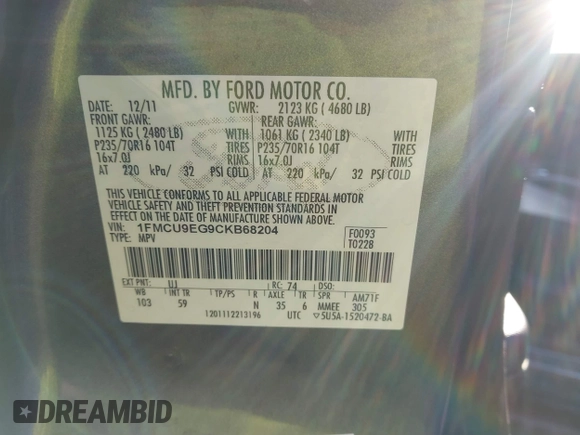 MFD. BY FORD MOTOR CO.
DATE: 12/11 GVWR: 2123 KG ( 4680 LB)
FRONT GAWR: REAR GAWR:
1125 KG ( 2480 LB) WITH 1061 KG ( 2340 LB) WITH
P235/70R16 104T TIRES P235/70R16 104T TIRES
16x7.0J RIMS 16x7.0J RIMS
AT 220 kPa/ 32 PSI COLD AT 220 kPa/ 32 PSI COLD
THIS VEHICLE CONFORMS TO ALL APPLICABLE FEDERAL MOTOR
VEHICLE SAFETY AND THEFT PREVENTION STANDARDS IN
EFFECT ON THE DATE OF MANUFACTURE SHOWN ABOVE.
VIN: 1FMCU9EG9CKB68204 F0093
TYPE: MPV T0228
EXT PNT: UJ RC: 74 DSO:
WB INT TR TP/PS R AXLE TR SPR AM71F
103 59 N 35 6 MMEE 305
1201112213196 UTC 5U5A-1520472-BA
DREAMBID